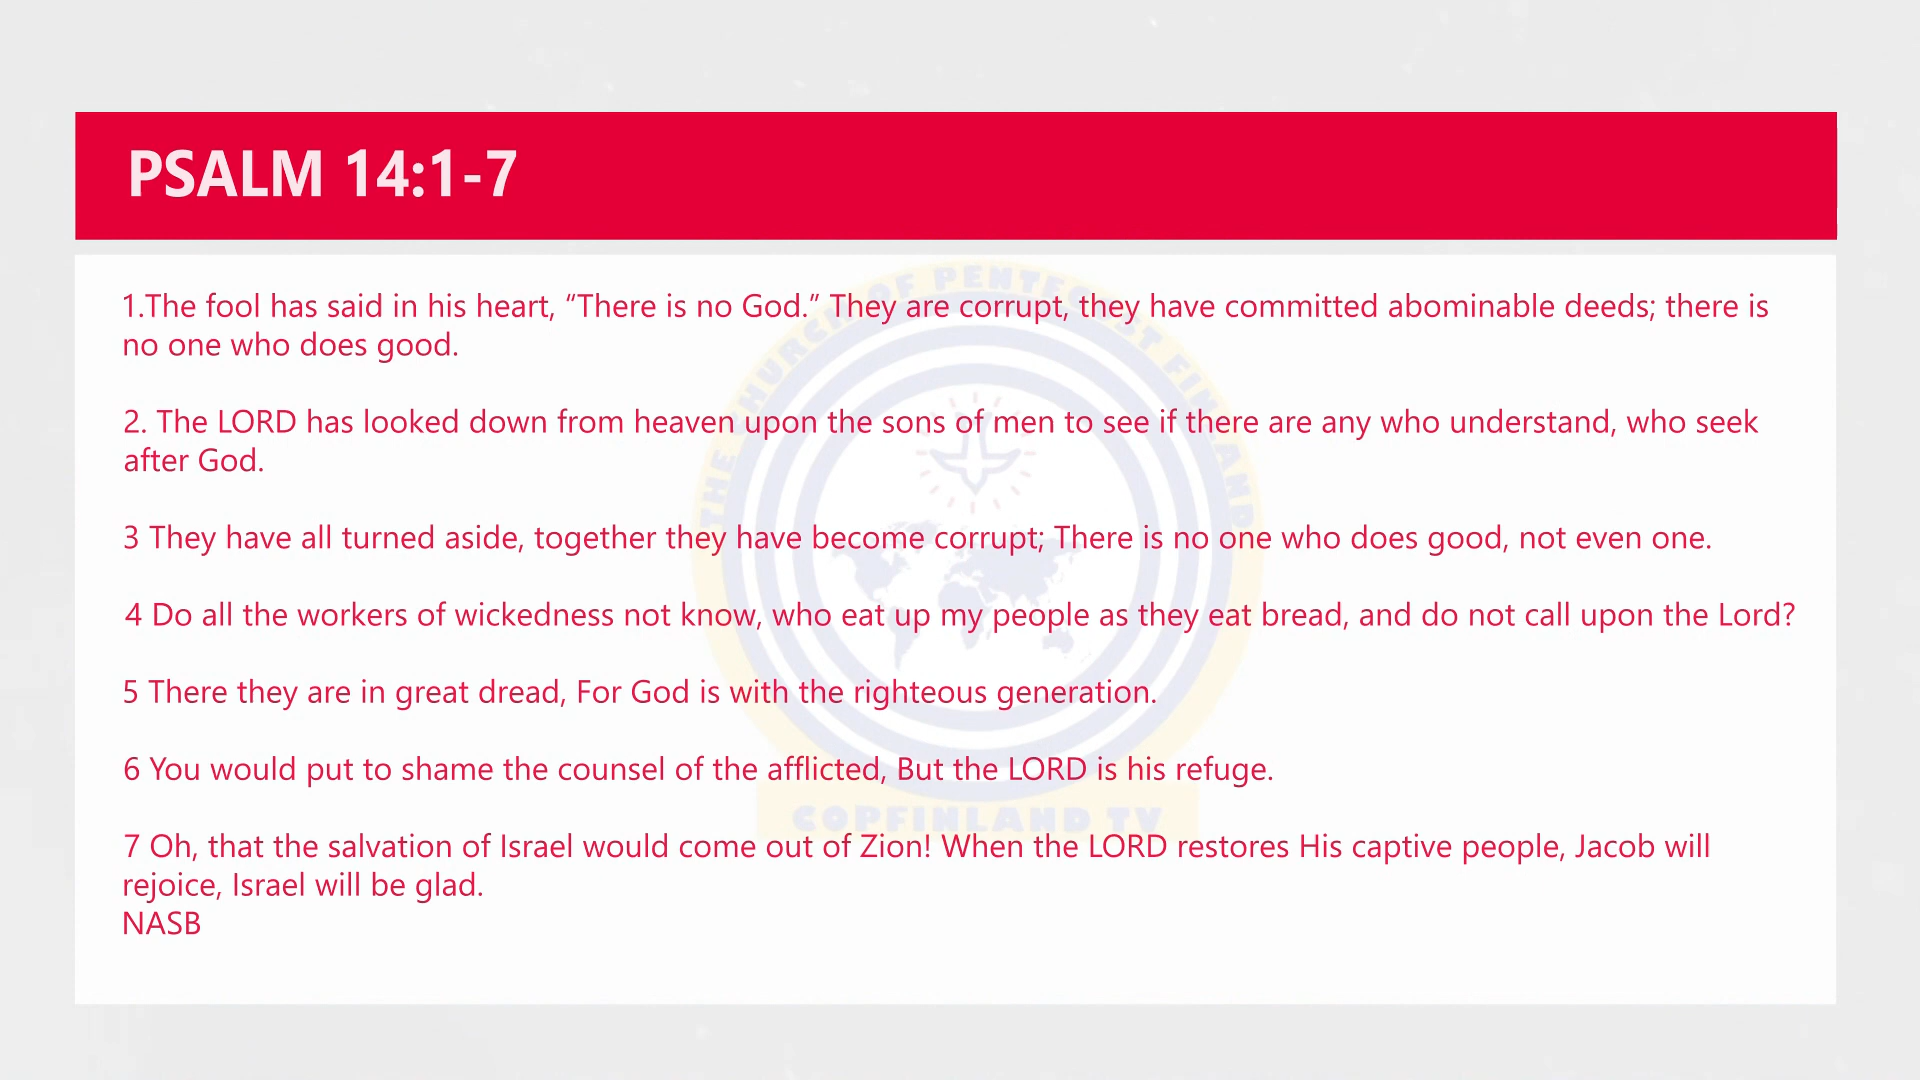 PSALM 14:1-7
1.The fool has said in his heart, “There is no God.” They are corrupt, they have committed abominable deeds; there is
no one who does good.
2. The LORD has looked down from heaven upon the sons of men to see if there are any who understand, who seek
after God.
3 They have all turned aside, together they have become corrupt; There is no one who does good, not even one.
4 Do all the workers of wickedness not know, who eat up my people as they eat bread, and do not call upon the Lord?
5 There they are in great dread, For God is with the righteous generation.
6 You would put to shame the counsel of the afflicted, But the LORD is his refuge.
7 Oh, that the salvation of Israel would come out of Zion! When the LORD restores His captive people, Jacob will
rejoice, Israel will be glad.
NASB
THE CHURCH OF PENTECOST FINLAND
COPFINLAND TV